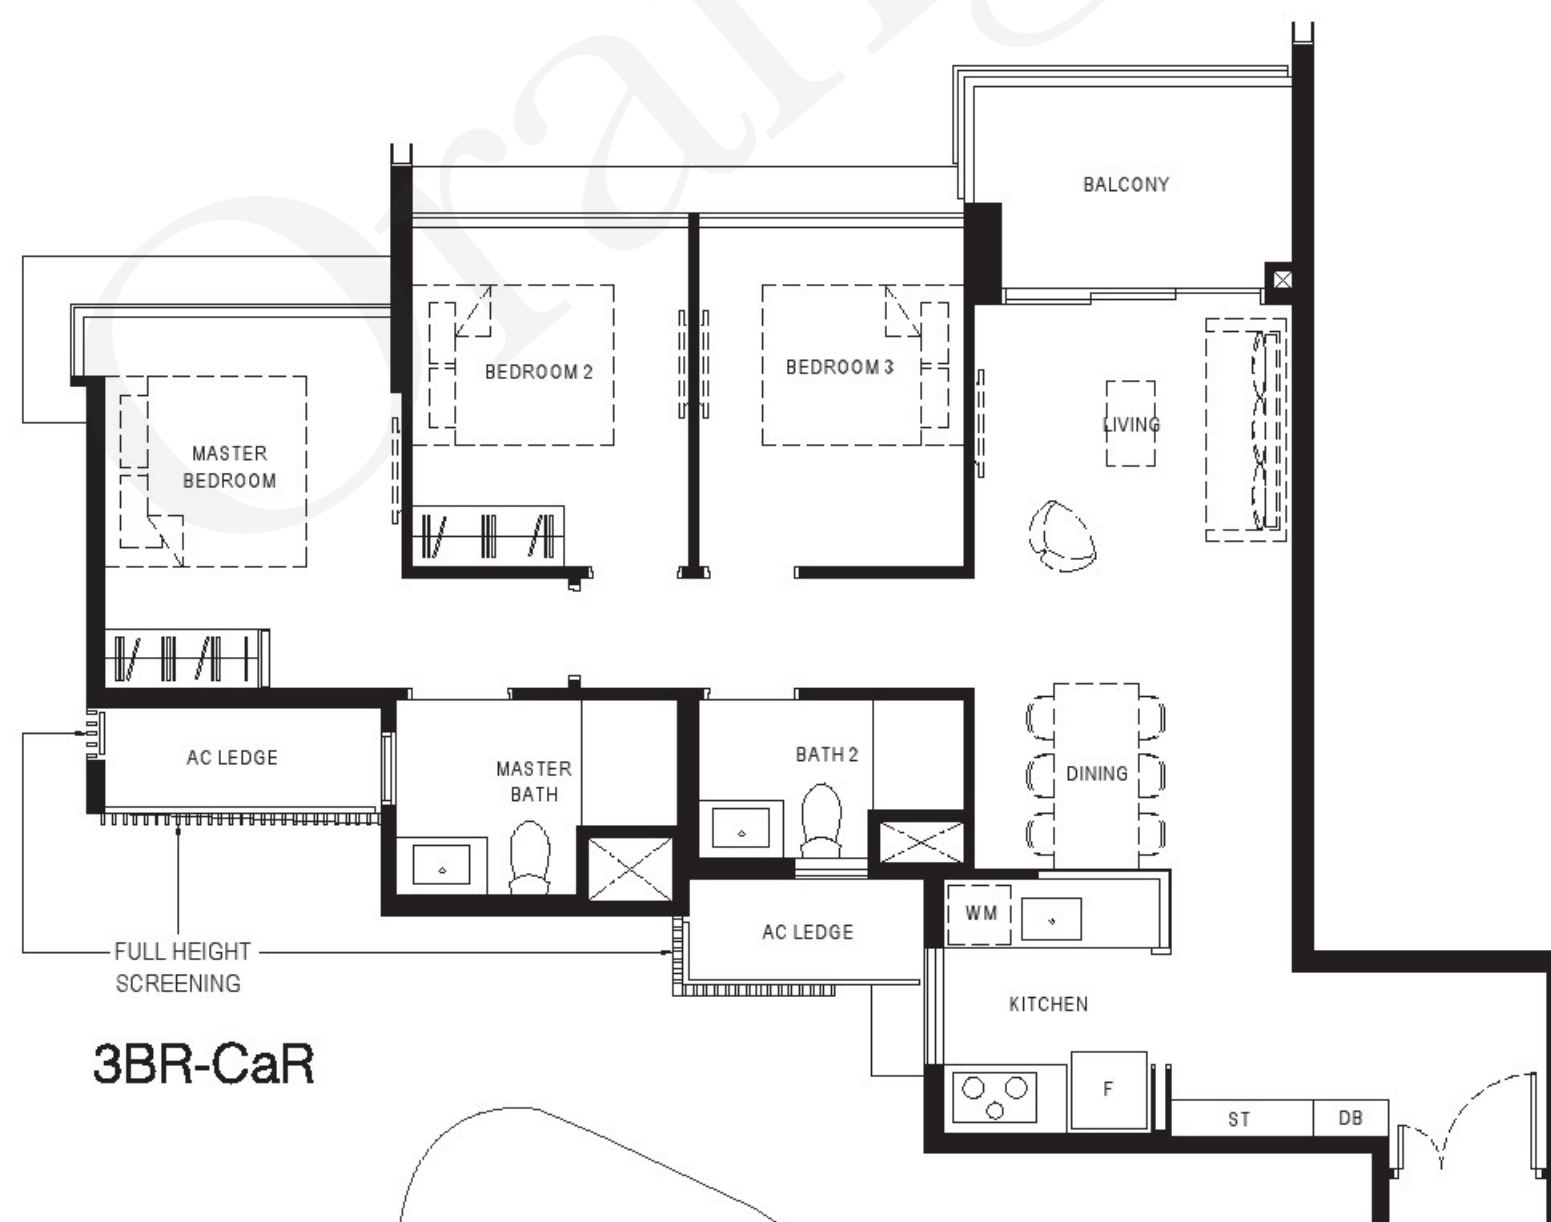 Oran
BALCONY
BEDROOM 2
BEDROOM 3
LIVING
MASTER
BEDROOM
AC LEDGE
MASTER
BATH
BATH 2
DINING
WM
AC LEDGE
FULL HEIGHT
SCREENING
KITCHEN
3BR-CaR
F
ST
DB